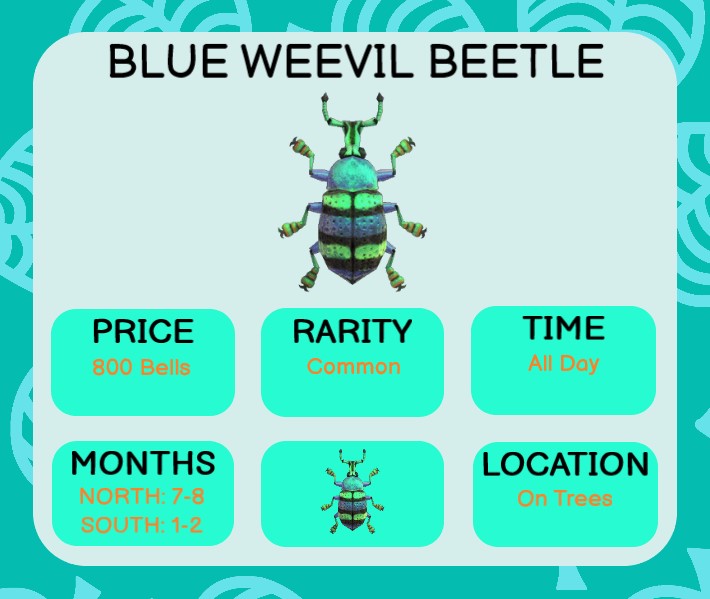 BLUE WEEVIL BEETLE
PRICE
800 Bells
RARITY
Common
TIME
All Day
MONTHS
NORTH: 7-8
SOUTH: 1-2
LOCATION
On Trees